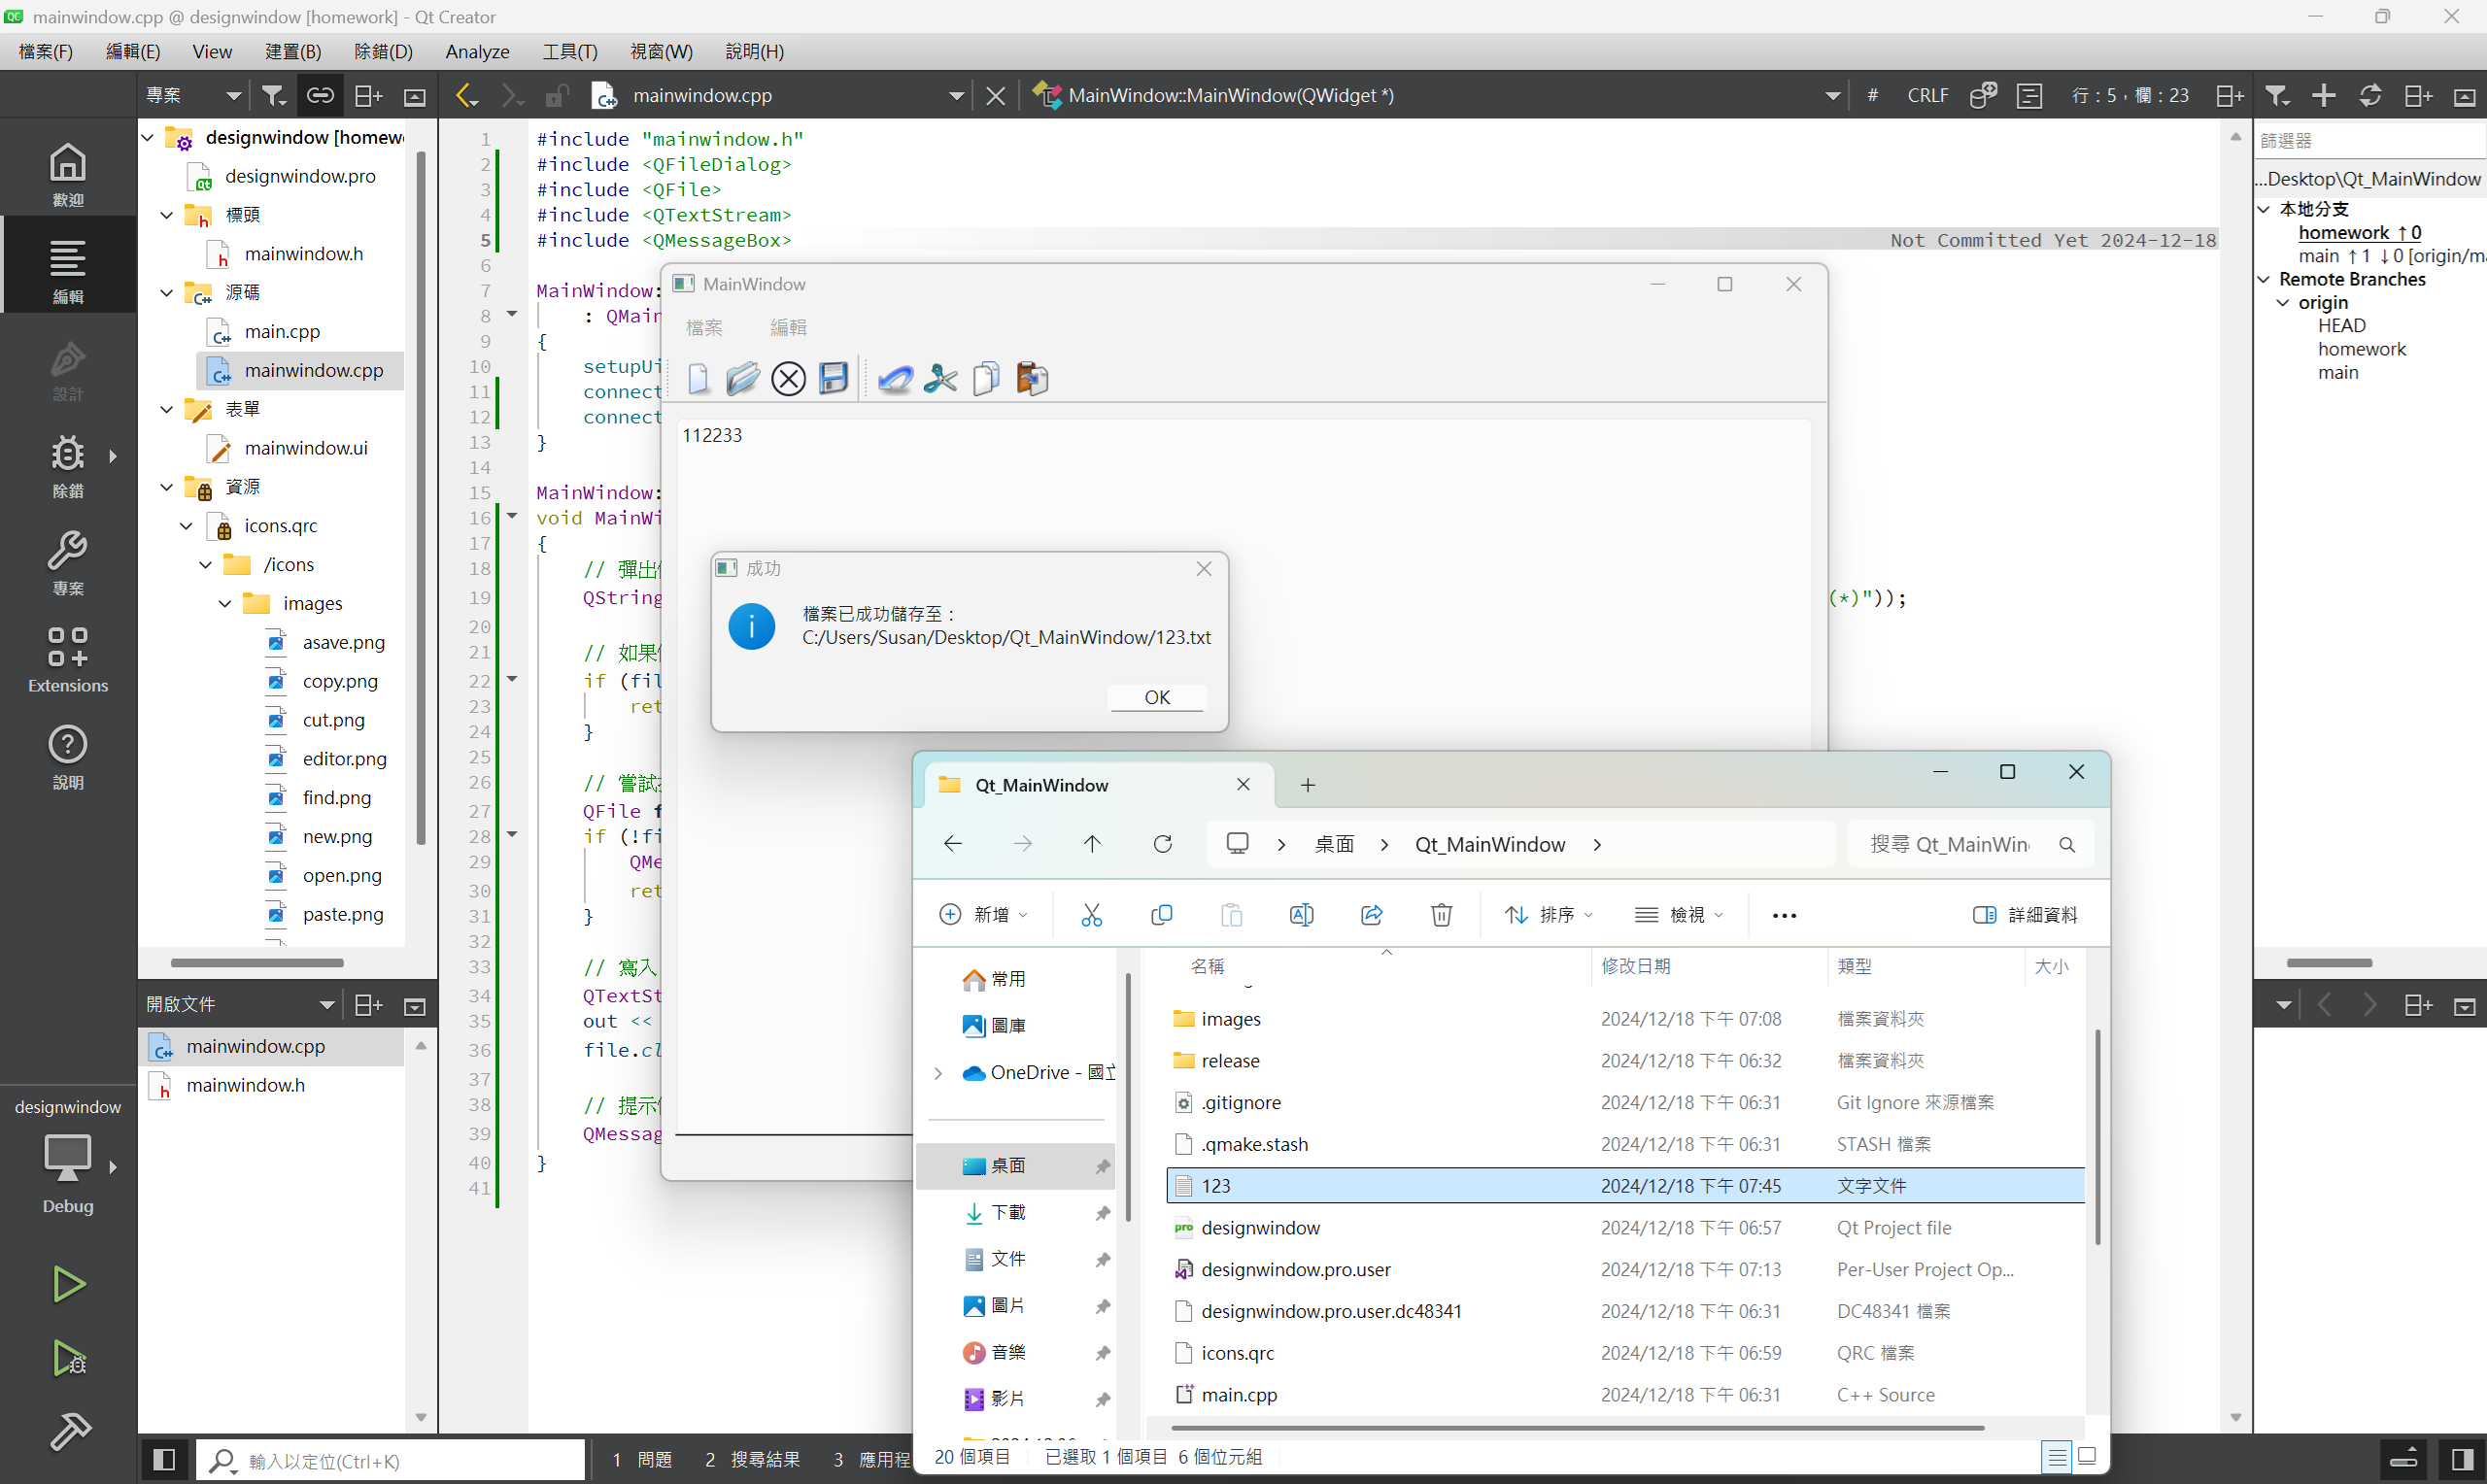 mainwindow.cpp @ designwindow [homework] - Qt Creator
檔案(F) 編輯(E) View 建置(B) 除錯(D) Analyze 工具(T) 視窗(W) 說明(H)
專案
mainwindow.cpp
MainWindow::MainWindow(QWidget *)
# CRLF
行：5，欄：23
歡迎
編輯
設計
除錯
專案
Extensions
說明
designwindow
Debug
designwindow [homew
designwindow.pro
標頭
mainwindow.h
源碼
main.cpp
mainwindow.cpp
表單
mainwindow.ui
資源
icons.qrc
/icons
images
asave.png
copy.png
cut.png
editor.png
find.png
new.png
open.png
paste.png
開啟文件
mainwindow.cpp
mainwindow.h
1 #include "mainwindow.h"
2 #include <QFileDialog>
3 #include <QFile>
4 #include <QTextStream>
5 #include <QMessageBox>
Not Committed Yet 2024-12-18
6
7 MainWindow:
8 : QMain
9 {
10 setupUi
11 connect
12 connect
13 }
14
15 MainWindow:
16 void MainWi
17 {
18 // 彈出
19 QString
(*)"));
20
21 // 如果
22 if (fil
23 ret
24 }
25
26 // 嘗試
27 QFile f
28 if (!fi
29 QMe
30 ret
31 }
32
33 // 寫入
34 QTextSt
35 out <<
36 file.cl
37
38 // 提示
39 QMessag
40 }
41
MainWindow
檔案 編輯
112233
成功
檔案已成功儲存至：
C:/Users/Susan/Desktop/Qt_MainWindow/123.txt
OK
Qt_MainWindow
桌面 › Qt_MainWindow ›
搜尋 Qt_MainWin
新增 排序 檢視 詳細資料
常用
圖庫
OneDrive - 國立
桌面
下載
文件
圖片
音樂
影片
名稱 修改日期 類型 大小
images 2024/12/18 下午 07:08 檔案資料夾
release 2024/12/18 下午 06:32 檔案資料夾
.gitignore 2024/12/18 下午 06:31 Git Ignore 來源檔案
.qmake.stash 2024/12/18 下午 06:31 STASH 檔案
123 2024/12/18 下午 07:45 文字文件
designwindow 2024/12/18 下午 06:57 Qt Project file
designwindow.pro.user 2024/12/18 下午 07:13 Per-User Project Op...
designwindow.pro.user.dc48341 2024/12/18 下午 06:31 DC48341 檔案
icons.qrc 2024/12/18 下午 06:59 QRC 檔案
main.cpp 2024/12/18 下午 06:31 C++ Source
20 個項目 已選取 1 個項目 6 個位元組
篩選器
...Desktop\Qt_MainWindow
本地分支
homework ↑0
main ↑1 ↓0 [origin/ma
Remote Branches
origin
HEAD
homework
main
輸入以定位(Ctrl+K)
1 問題 2 搜尋結果 3 應用程